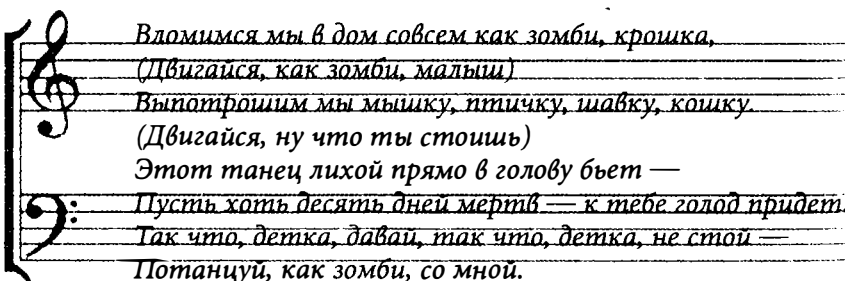 Вломимся мы в дом совсем как зомби, крошка,
(Двигайся, как зомби, малыш)
Выпотрошим мы мышку, птичку, шавку, кошку.
(Двигайся, ну что ты стоишь)
Этот танец лихой прямо в голову бьет —
Пусть хоть десять дней мертв — к тебе голод придет.
Так что, детка, давай, так что, детка, не стой —
Потанцуй, как зомби, со мной.